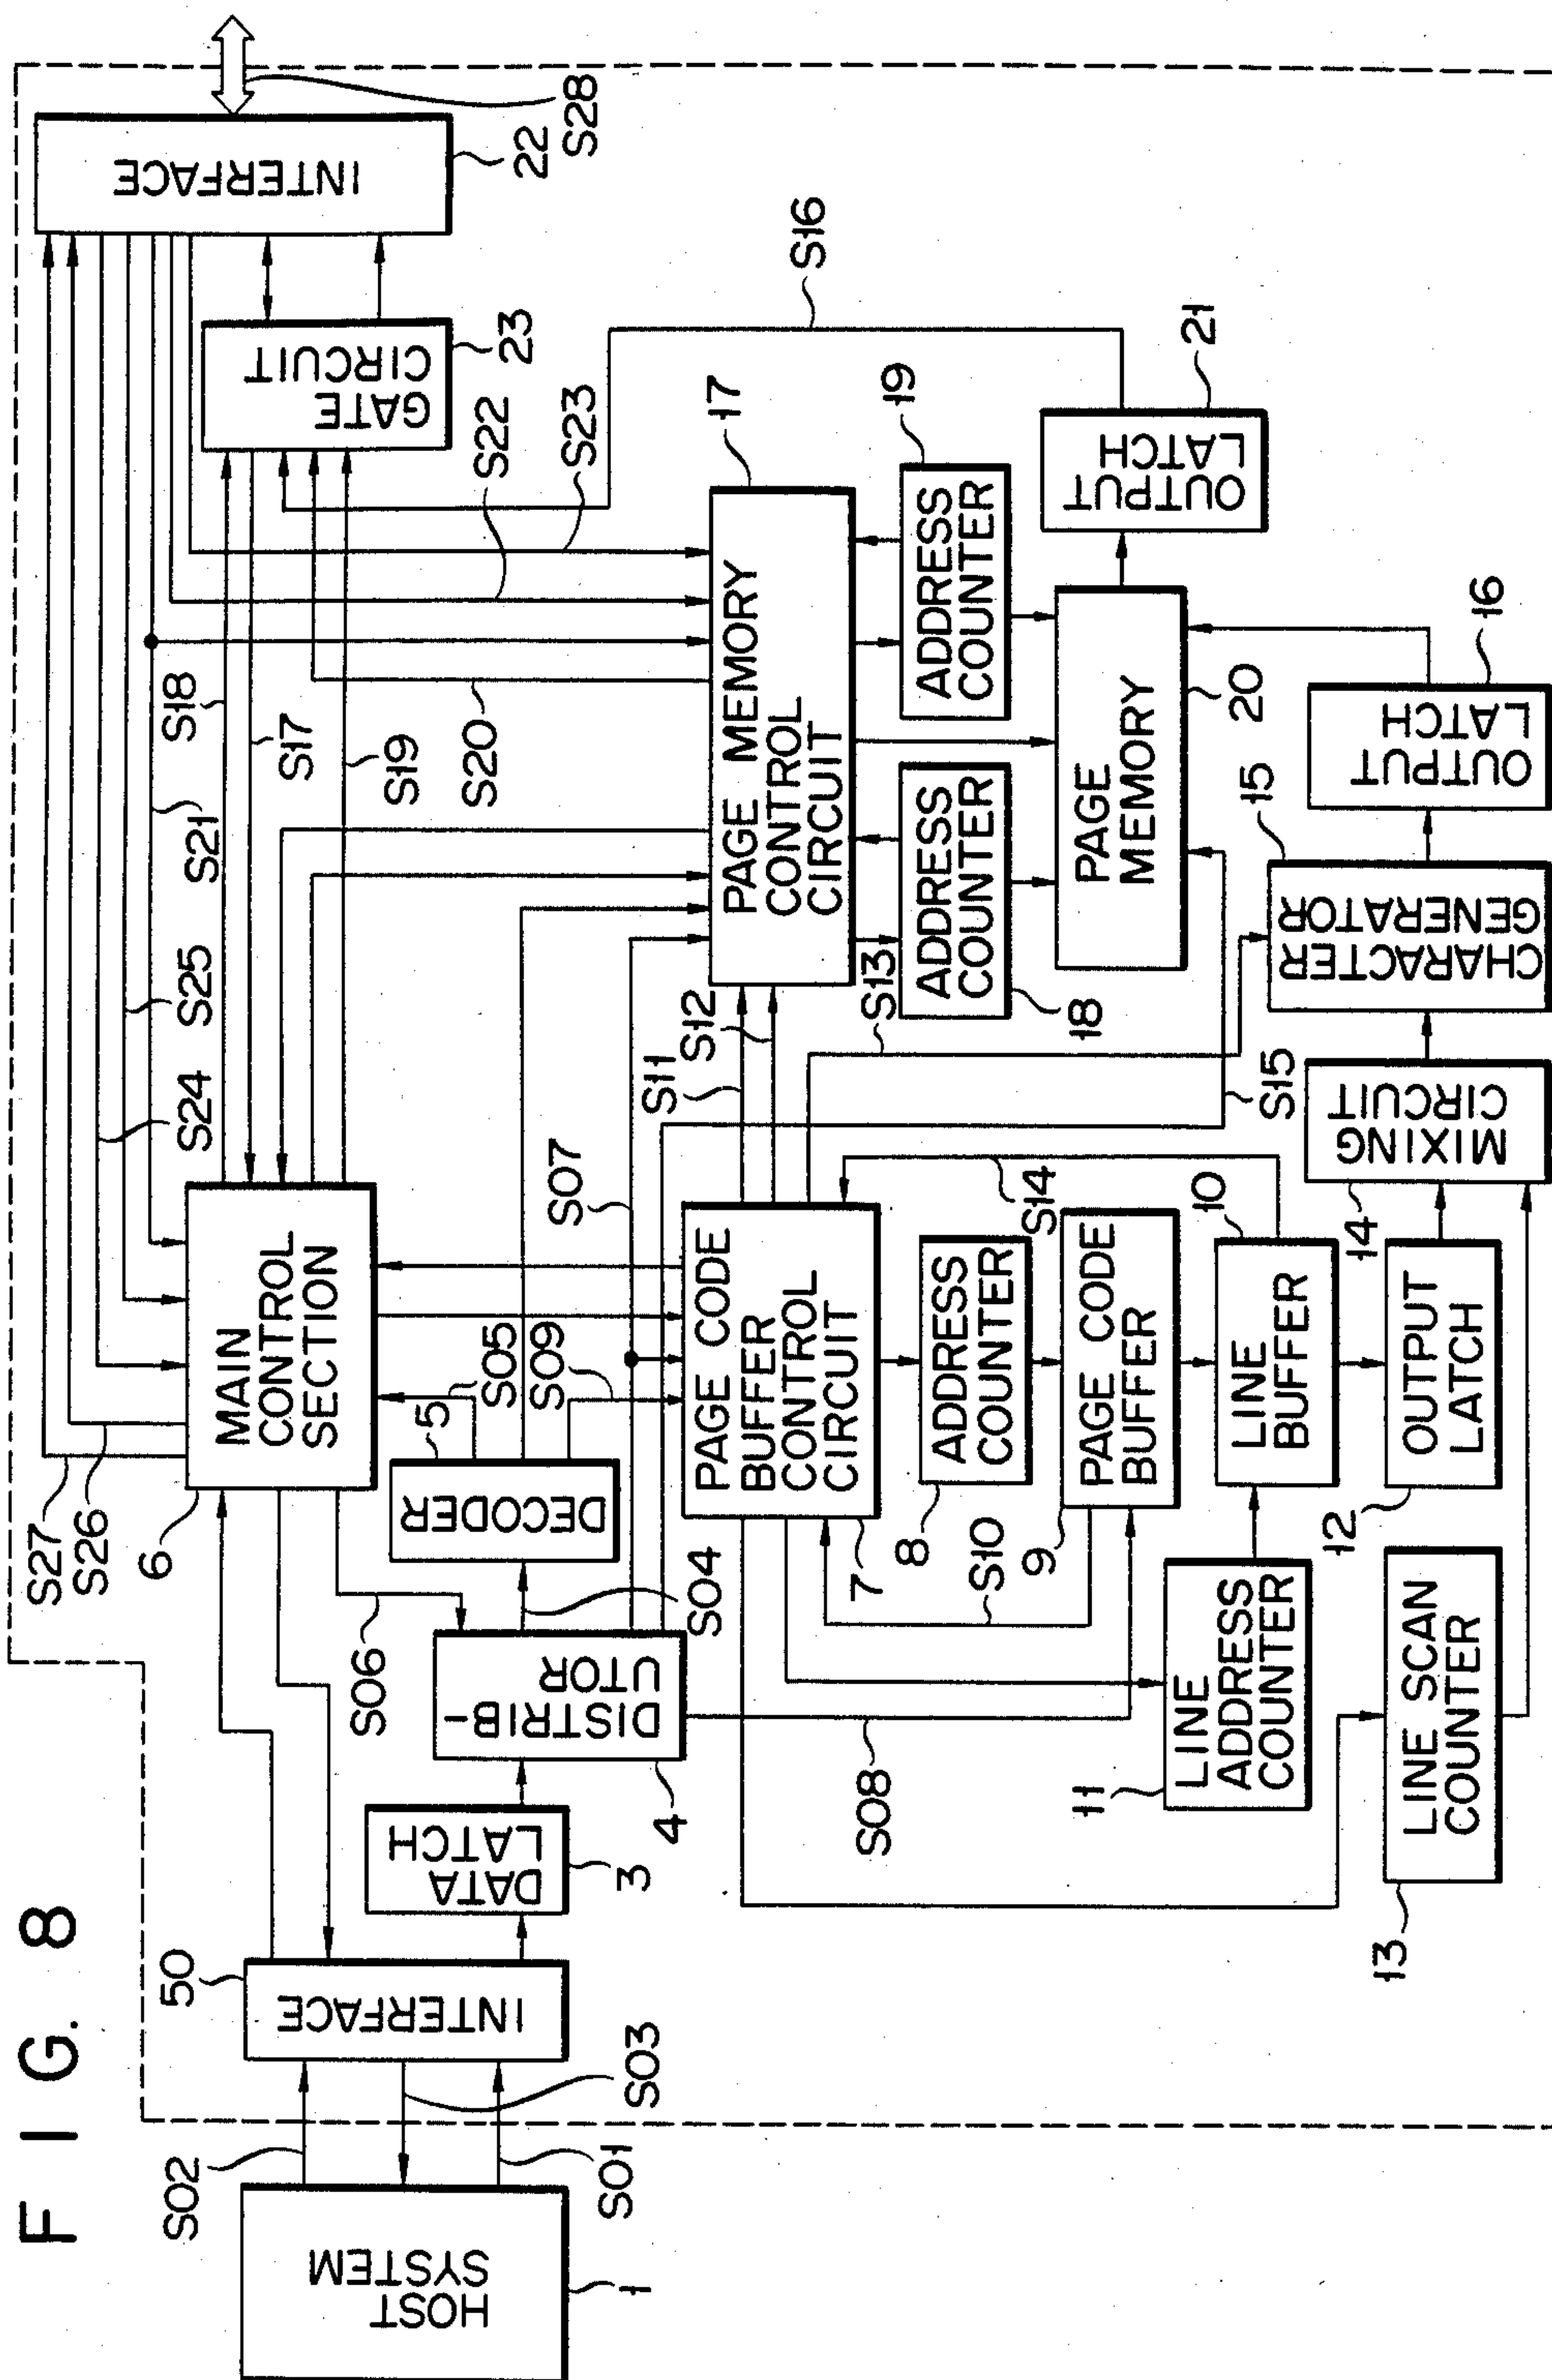 FIG. 8
HOST
SYSTEM
1
S02
S03
S01
INTERFACE
50
DATA
LATCH
3
DISTRIB-
UTOR
4
S06
S04
S08
DECODER
5
S05
S09
S07
MAIN
CONTROL
SECTION
6
S27
S26
S24
S25
S21
S18
S17
S19
S20
S22
S23
GATE
CIRCUIT
23
INTERFACE
22
S28
PAGE CODE
BUFFER
CONTROL
CIRCUIT
7
S10
S11
S12
S13
S14
S15
ADDRESS
COUNTER
8
PAGE CODE
BUFFER
9
LINE
BUFFER
10
LINE
ADDRESS
COUNTER
11
OUTPUT
LATCH
12
LINE SCAN
COUNTER
13
MIXING
CIRCUIT
14
CHARACTER
GENERATOR
15
OUTPUT
LATCH
16
PAGE MEMORY
CONTROL
CIRCUIT
17
ADDRESS
COUNTER
18
ADDRESS
COUNTER
19
PAGE
MEMORY
20
OUTPUT
LATCH
21
S16